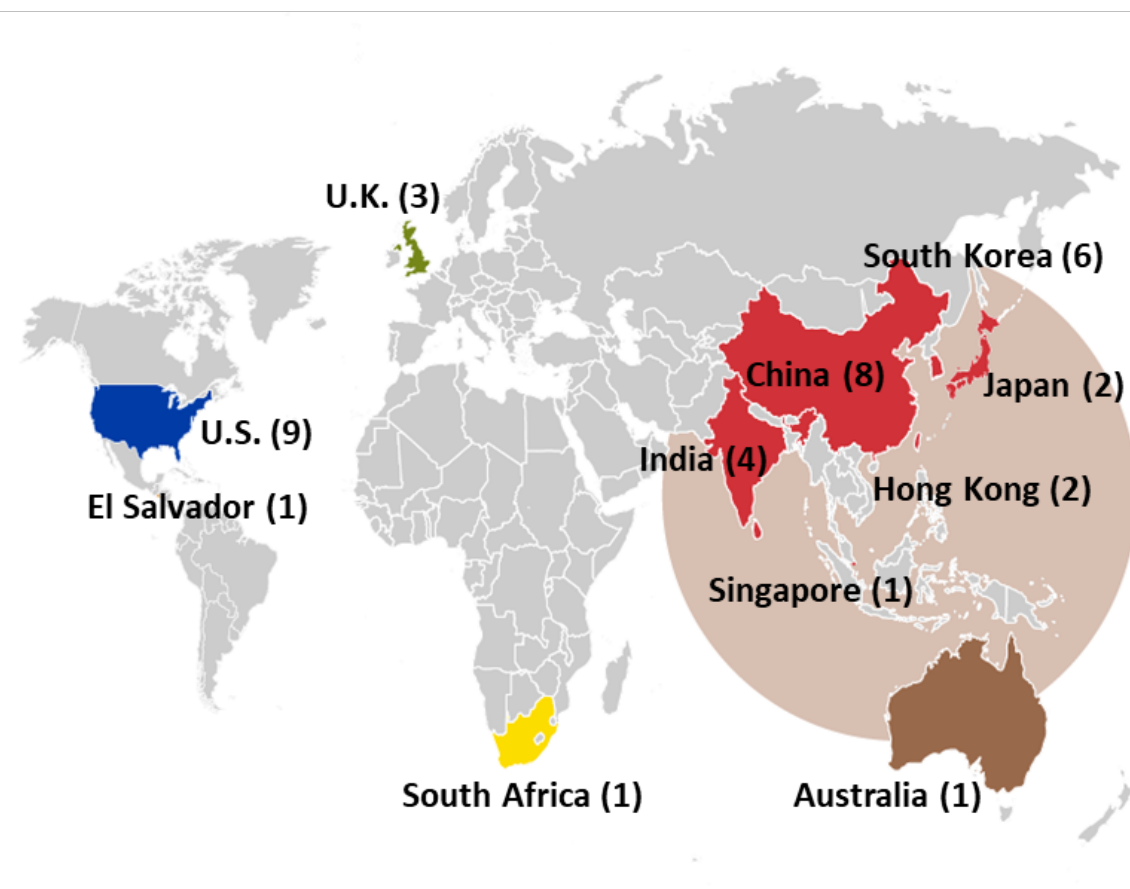 U.K. (3)
South Korea (6)
China (8)
Japan (2)
U.S. (9)
India (4)
Hong Kong (2)
El Salvador (1)
Singapore (1)
South Africa (1)
Australia (1)